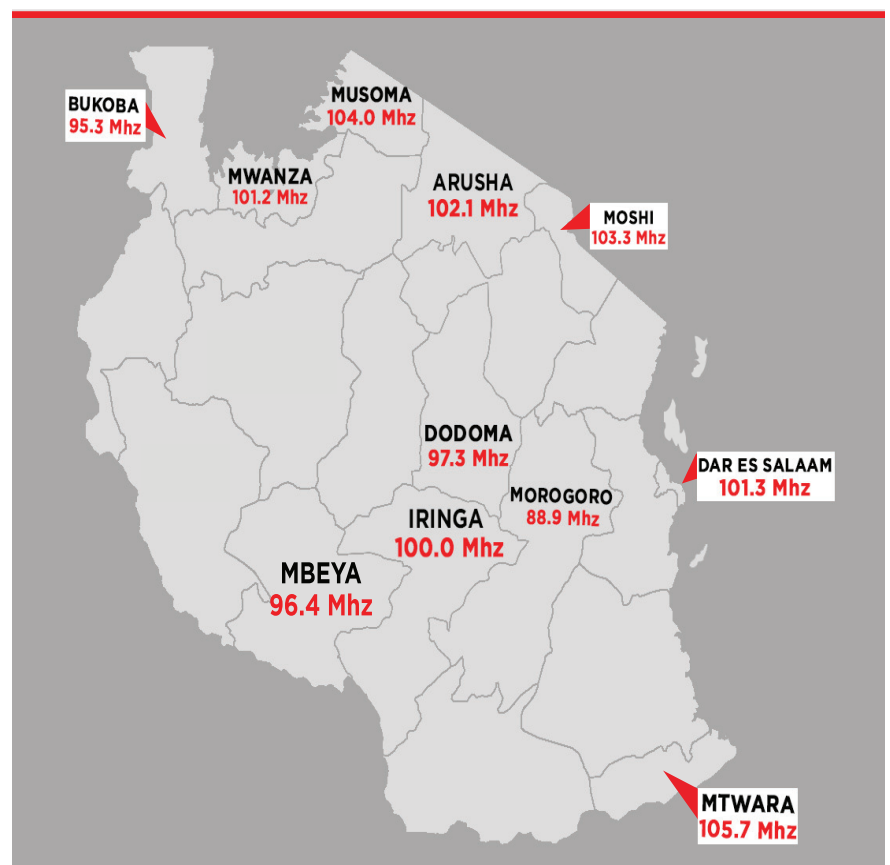 MUSOMA
104.0 Mhz
BUKOBA
95.3 Mhz
MWANZA
101.2 Mhz
ARUSHA
102.1 Mhz
MOSHI
103.3 Mhz
DODOMA
97.3 Mhz
DAR ES SALAAM
101.3 Mhz
MOROGORO
88.9 Mhz
IRINGA
100.0 Mhz
MBEYA
96.4 Mhz
MTWARA
105.7 Mhz